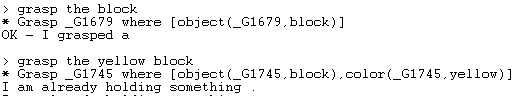 > grasp the block
* Grasp _G1679 where [object(_G1679,block)]
OK - I grasped a
> grasp the yellow block
* Grasp _G1745 where [object(_G1745,block),color(_G1745,yellow)]
I am already holding something .